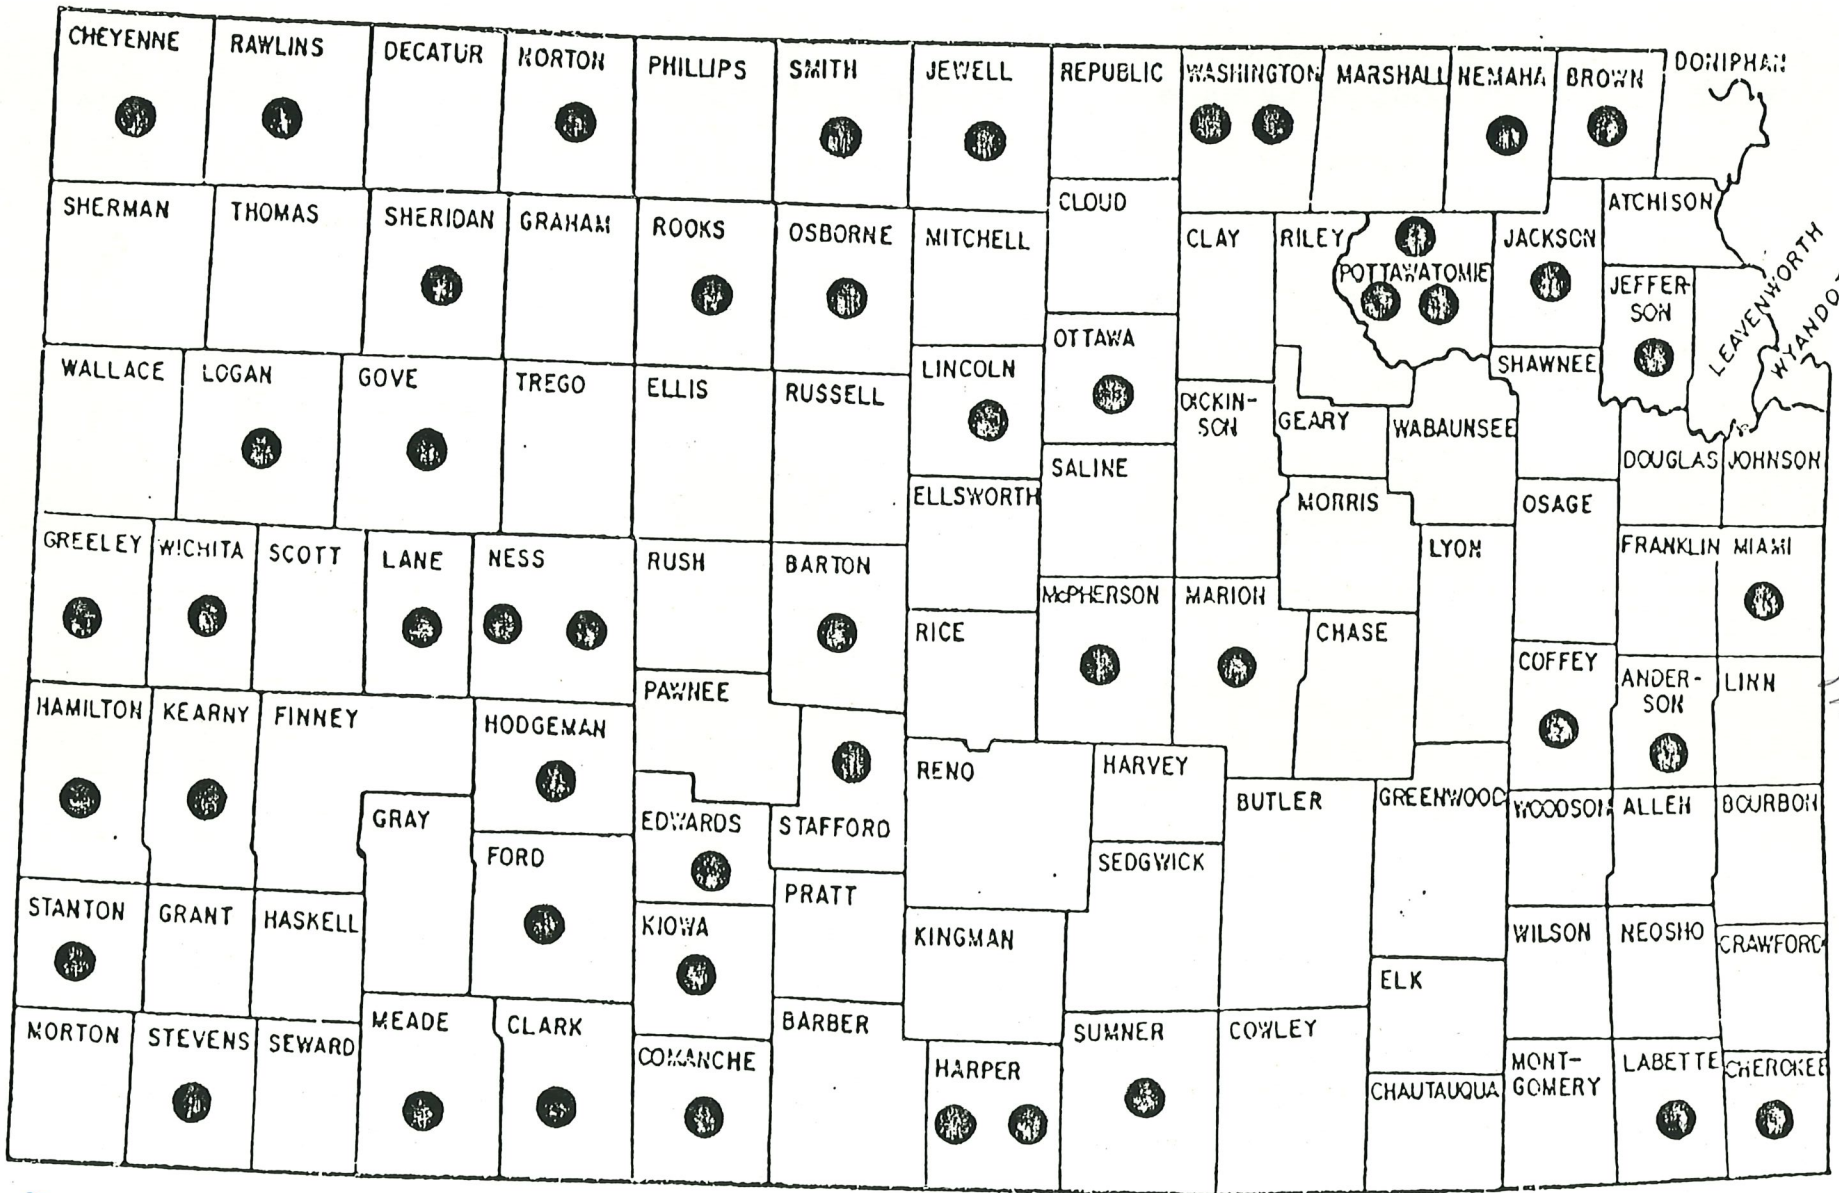 CHEYENNE
RAWLINS
DECATUR
NORTON
PHILLIPS
SMITH
JEWELL
REPUBLIC
WASHINGTON
MARSHALL
NEMAHA
BROWN
DONIPHAN
SHERMAN
THOMAS
SHERIDAN
GRAHAM
ROOKS
OSBORNE
MITCHELL
CLOUD
CLAY
RILEY
POTTAWATOMIE
JACKSON
ATCHISON
JEFFER-
SON
LEAVENWORTH
WALLACE
LOGAN
GOVE
TREGO
ELLIS
RUSSELL
LINCOLN
OTTAWA
DICKIN-
SON
GEARY
WABAUNSEE
SHAWNEE
DOUGLAS
JOHNSON
ELLSWORTH
SALINE
MORRIS
OSAGE
GREELEY
WICHITA
SCOTT
LANE
NESS
RUSH
BARTON
RICE
McPHERSON
MARION
CHASE
LYON
FRANKLIN
MIAMI
HAMILTON
KEARNY
FINNEY
HODGEMAN
PAWNEE
COFFEY
ANDER-
SON
LINN
GRAY
FORD
EDWARDS
STAFFORD
RENO
HARVEY
BUTLER
GREENWOOD
WOODSON
ALLEN
BOURBON
STANTON
GRANT
HASKELL
KIOWA
PRATT
KINGMAN
SEDGWICK
ELK
WILSON
NEOSHO
CRAWFORD
MORTON
STEVENS
SEWARD
MEADE
CLARK
COMANCHE
BARBER
HARPER
SUMNER
COWLEY
CHAUTAUQUA
MONT-
GOMERY
LABETTE
CHEROKEE